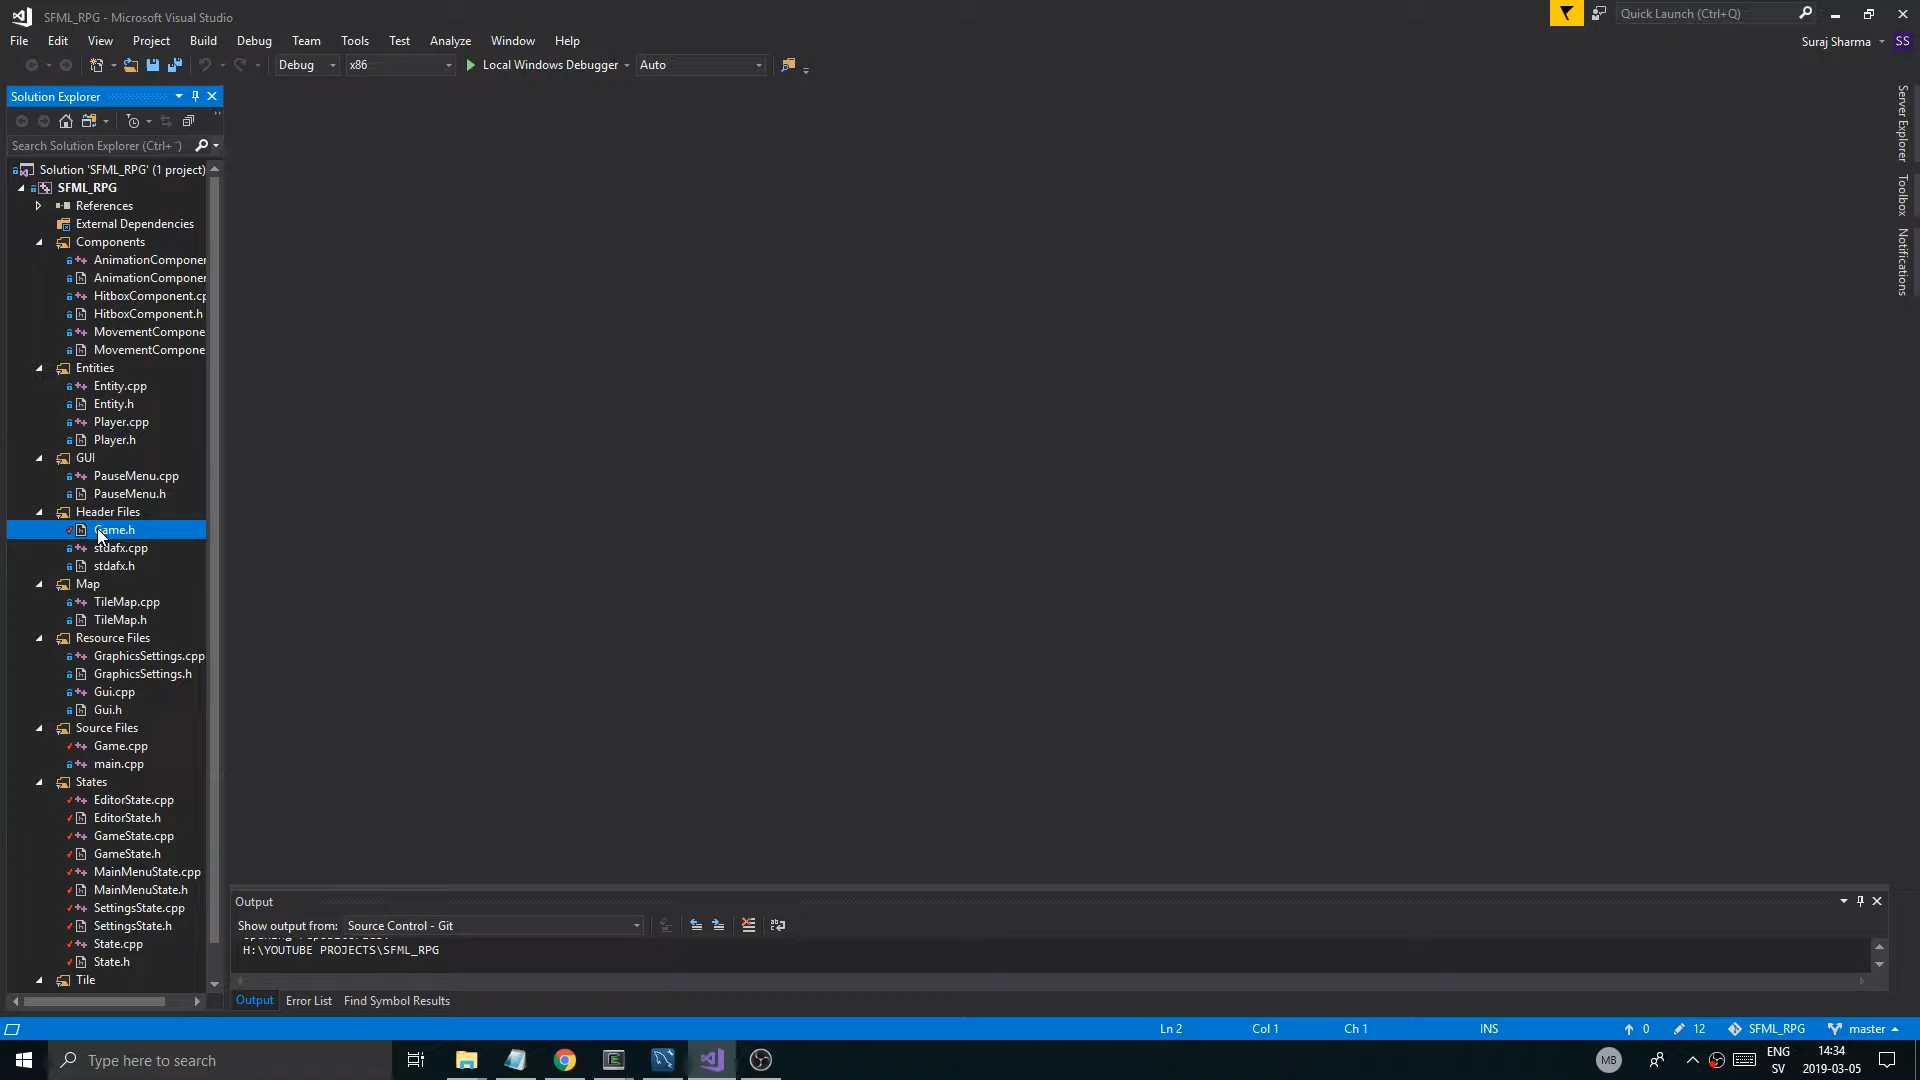 SFML_RPG - Microsoft Visual Studio
Quick Launch (Ctrl+Q)
File Edit View Project Build Debug Team Tools Test Analyze Window Help
Suraj Sharma SS
Debug x86 Local Windows Debugger Auto
Solution Explorer
Search Solution Explorer (Ctrl+¨)
Solution 'SFML_RPG' (1 project)
SFML_RPG
References
External Dependencies
Components
AnimationComponen
AnimationComponen
HitboxComponent.cp
HitboxComponent.h
MovementCompone
MovementCompone
Entities
Entity.cpp
Entity.h
Player.cpp
Player.h
GUI
PauseMenu.cpp
PauseMenu.h
Header Files
Game.h
stdafx.cpp
stdafx.h
Map
TileMap.cpp
TileMap.h
Resource Files
GraphicsSettings.cpp
GraphicsSettings.h
Gui.cpp
Gui.h
Source Files
Game.cpp
main.cpp
States
EditorState.cpp
EditorState.h
GameState.cpp
GameState.h
MainMenuState.cpp
MainMenuState.h
SettingsState.cpp
SettingsState.h
State.cpp
State.h
Tile
Server Explorer
Toolbox
Notifications
Output
Show output from: Source Control - Git
H:\YOUTUBE PROJECTS\SFML_RPG
Output Error List Find Symbol Results
Ln 2 Col 1 Ch 1 INS 0 12 SFML_RPG master
Type here to search
MB
ENG
SV
14:34
2019-03-05